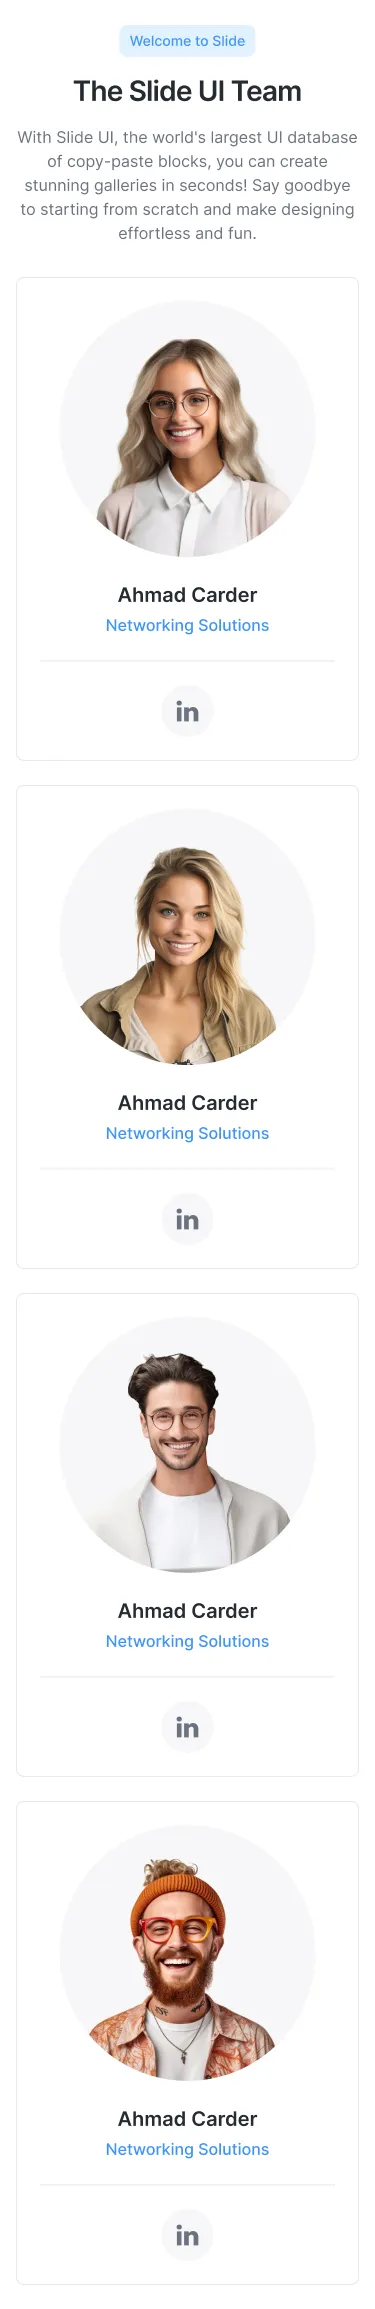 Welcome to Slide
The Slide UI Team
With Slide UI, the world's largest UI database
of copy-paste blocks, you can create
stunning galleries in seconds! Say goodbye
to starting from scratch and make designing
effortless and fun.
Ahmad Carder
Networking Solutions
in
Ahmad Carder
Networking Solutions
in
Ahmad Carder
Networking Solutions
in
Ahmad Carder
Networking Solutions
in